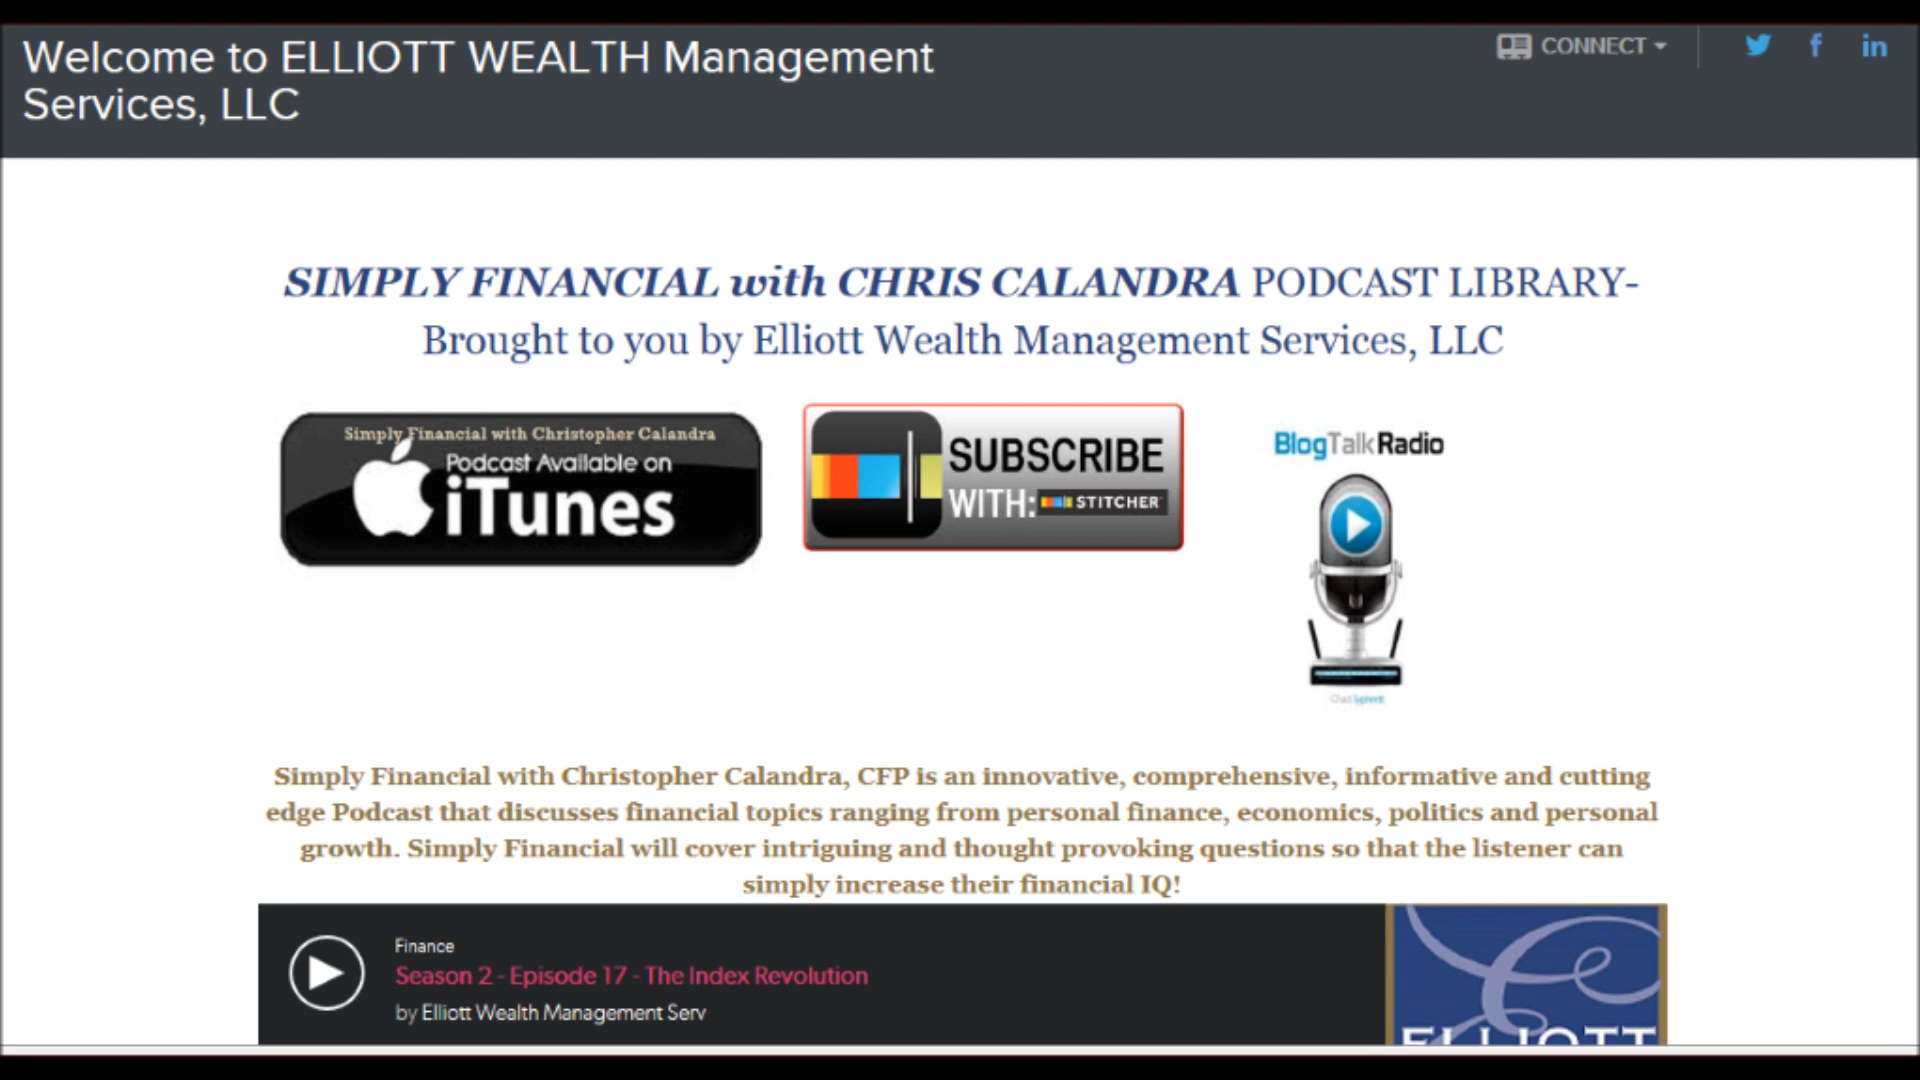 Welcome to ELLIOTT WEALTH Management
Services, LLC
CONNECT
SIMPLY FINANCIAL with CHRIS CALANDRA PODCAST LIBRARY-
Brought to you by Elliott Wealth Management Services, LLC
Simply Financial with Christopher Calandra
Podcast Available on
iTunes
SUBSCRIBE
WITH: STITCHER
BlogTalkRadio
Simply Financial with Christopher Calandra, CFP is an innovative, comprehensive, informative and cutting
edge Podcast that discusses financial topics ranging from personal finance, economics, politics and personal
growth. Simply Financial will cover intriguing and thought provoking questions so that the listener can
simply increase their financial IQ!
Finance
Season 2 - Episode 17 - The Index Revolution
by Elliott Wealth Management Serv
ELLIOTT